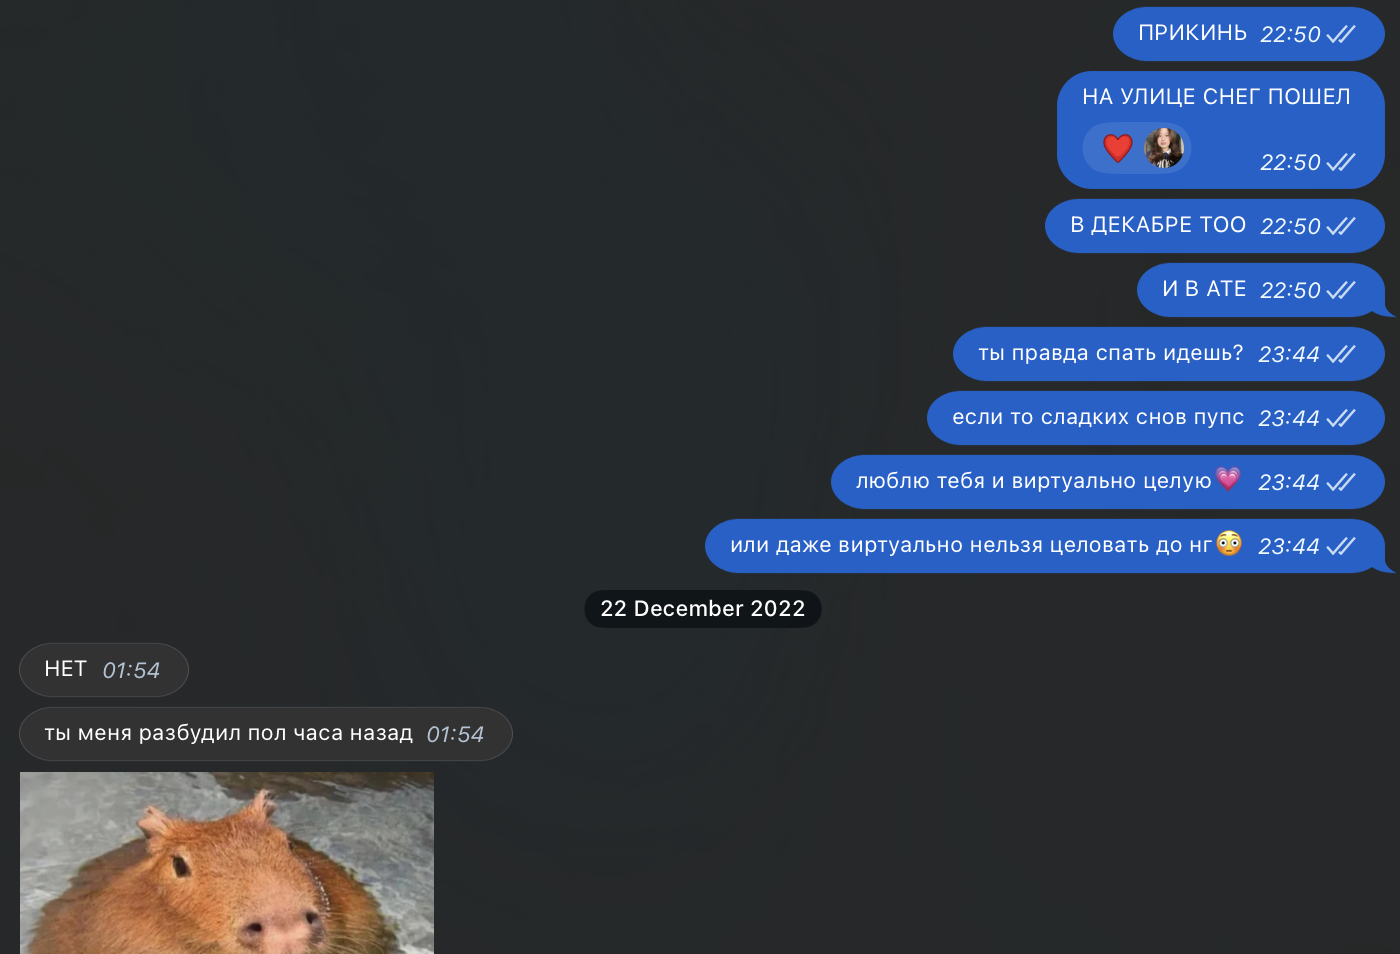 ПРИКИНЬ 22:50
НА УЛИЦЕ СНЕГ ПОШЕЛ
22:50
В ДЕКАБРЕ ТОО 22:50
И В АТЕ 22:50
ты правда спать идешь? 23:44
если то сладких снов пупс 23:44
люблю тебя и виртуально целую💗 23:44
или даже виртуально нельзя целовать до нг😳 23:44
22 December 2022
НЕТ 01:54
ты меня разбудил пол часа назад 01:54